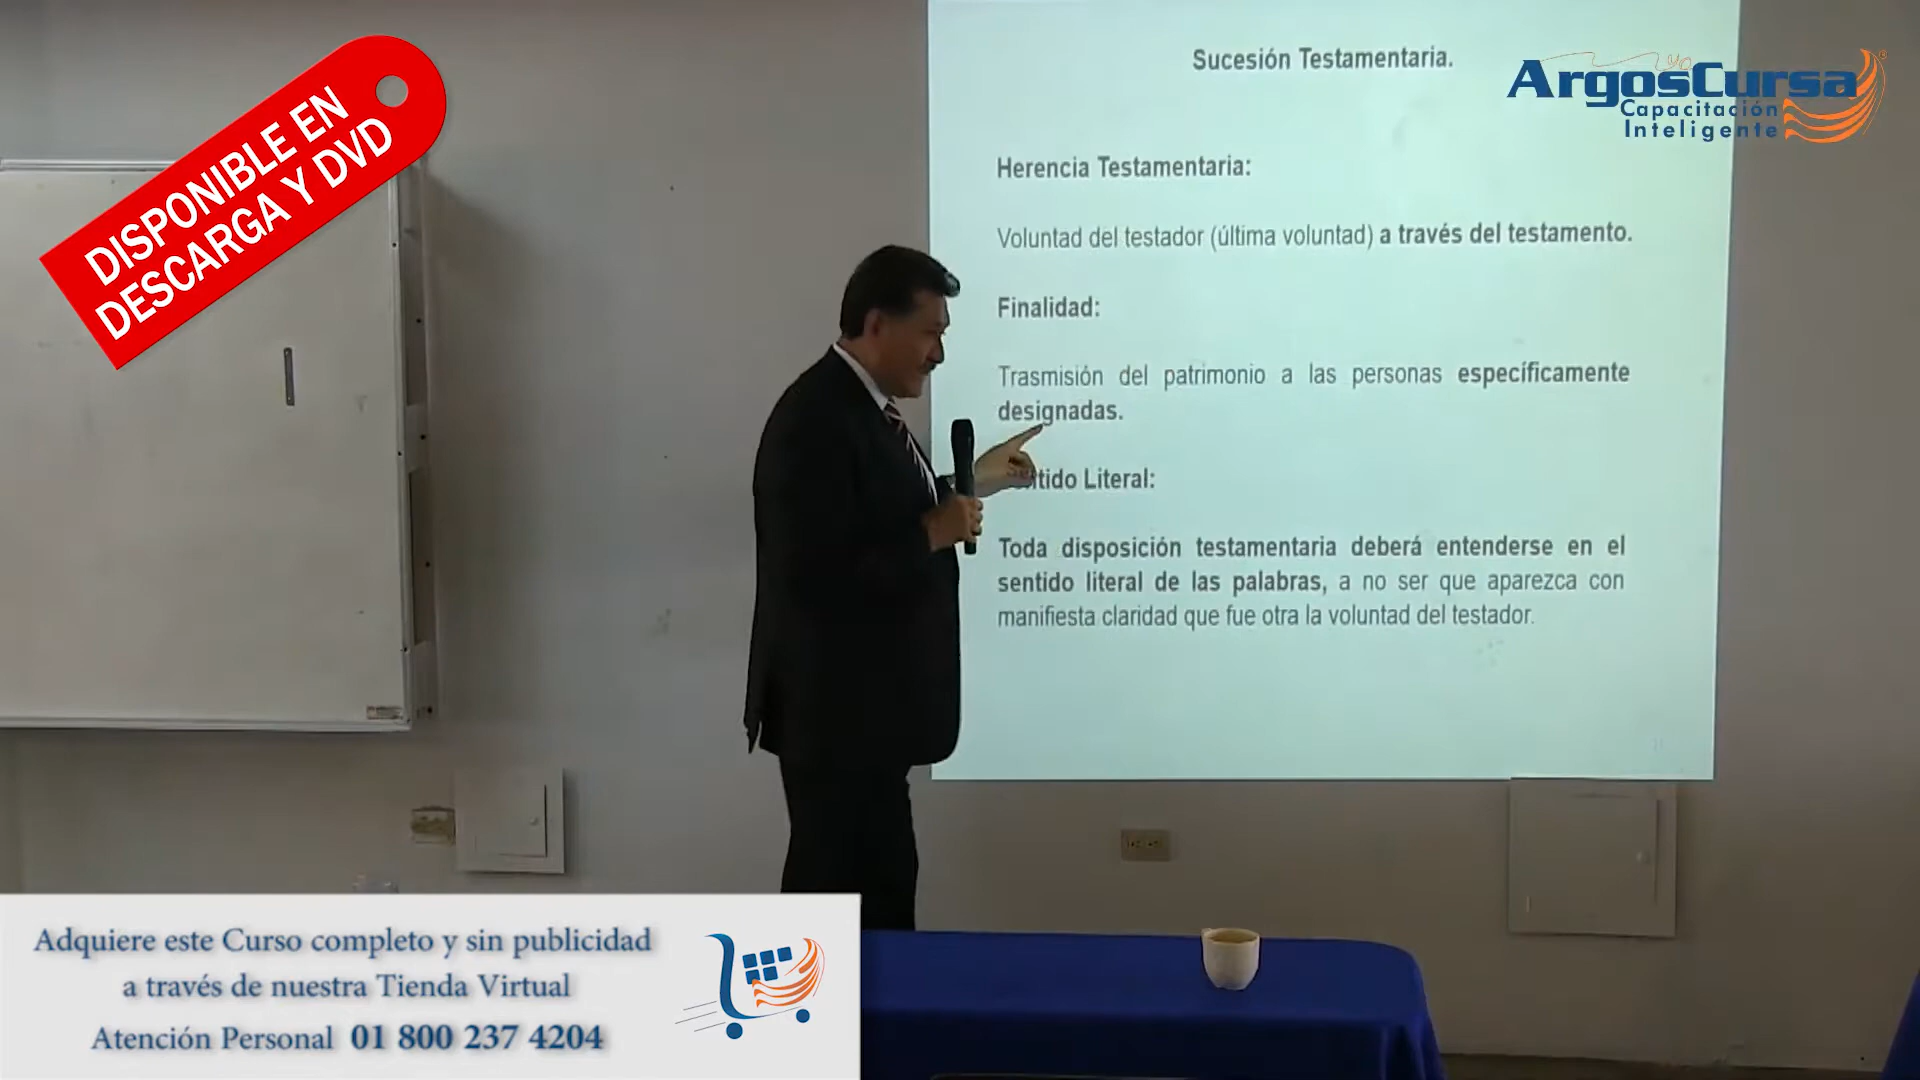 DISPONIBLE EN
DESCARGA Y DVD
Sucesión Testamentaria.
ArgosCursa
Capacitación
Inteligente
Herencia Testamentaria:
Voluntad del testador (última voluntad) a través del testamento.
Finalidad:
Trasmisión del patrimonio a las personas específicamente
designadas.
Sentido Literal:
Toda disposición testamentaria deberá entenderse en el
sentido literal de las palabras, a no ser que aparezca con
manifiesta claridad que fue otra la voluntad del testador.
Adquiere este Curso completo y sin publicidad
a través de nuestra Tienda Virtual
Atención Personal 01 800 237 4204